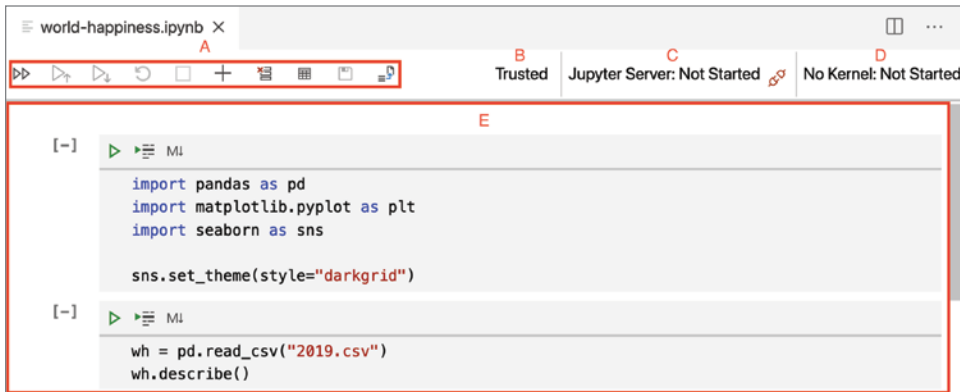 world-happiness.ipynb ×
A
B
C
D
Trusted
Jupyter Server: Not Started
No Kernel: Not Started
E
[-]
M↓
import pandas as pd
import matplotlib.pyplot as plt
import seaborn as sns
sns.set_theme(style="darkgrid")
[-]
M↓
wh = pd.read_csv("2019.csv")
wh.describe()